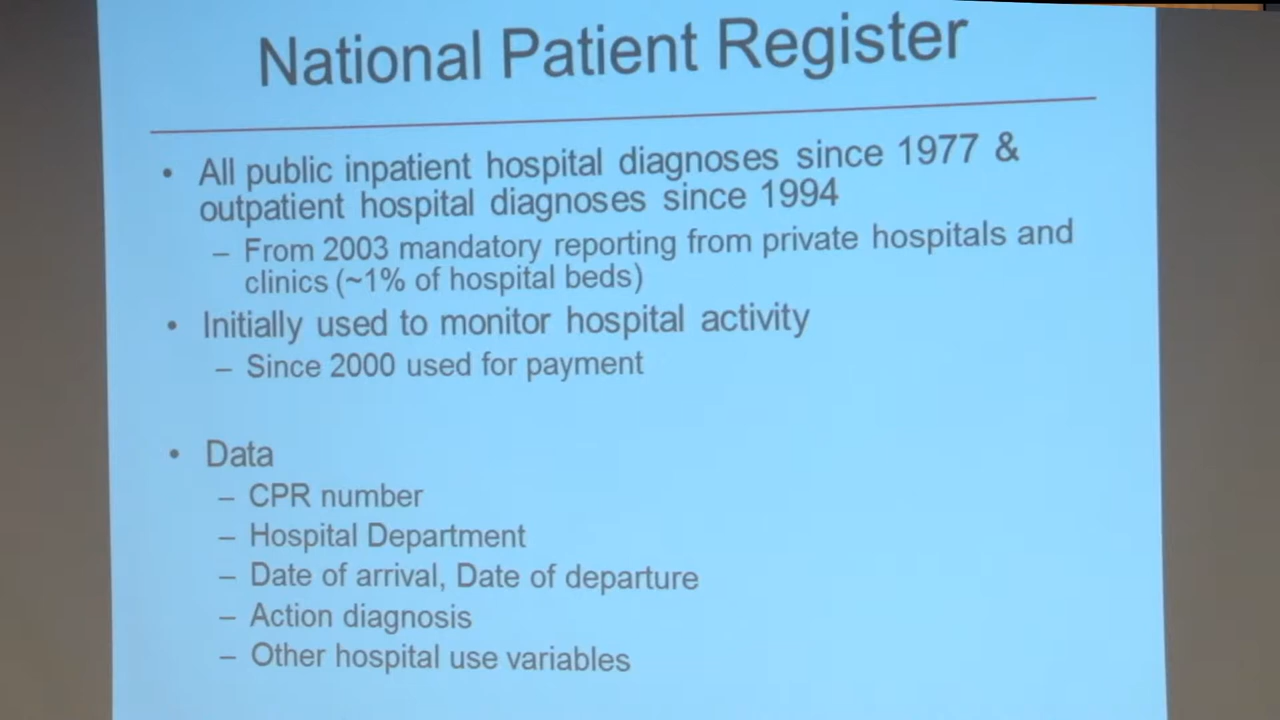 National Patient Register
• All public inpatient hospital diagnoses since 1977 &
outpatient hospital diagnoses since 1994
– From 2003 mandatory reporting from private hospitals and
clinics (~1% of hospital beds)
• Initially used to monitor hospital activity
– Since 2000 used for payment
• Data
– CPR number
– Hospital Department
– Date of arrival, Date of departure
– Action diagnosis
– Other hospital use variables